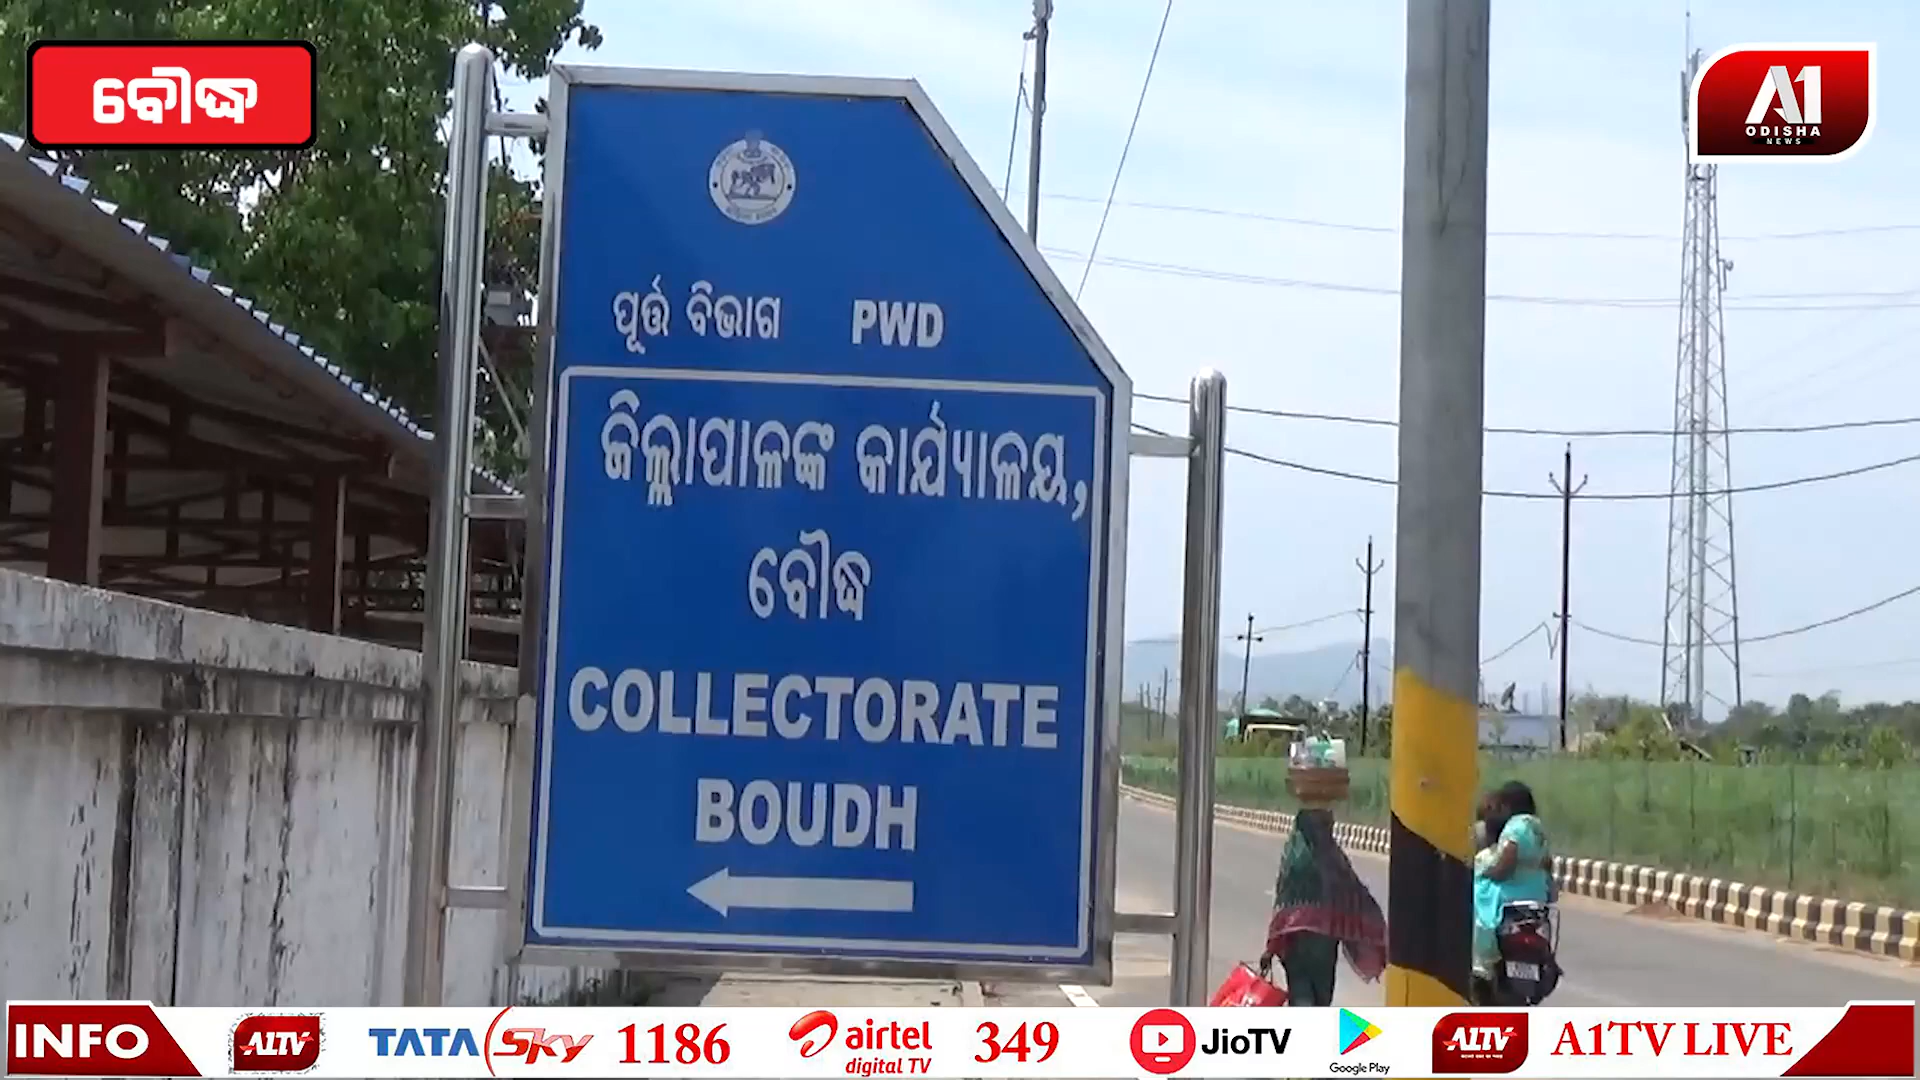 ବୌଦ୍ଧ
A1
ODISHA
NEWS
ପୂର୍ତ୍ତ ବିଭାଗ PWD
ଜିଲ୍ଲାପାଳଙ୍କ କାର୍ଯ୍ୟାଳୟ,
ବୌଦ୍ଧ
COLLECTORATE
BOUDH
INFO A1TV TATA Sky 1186 airtel digital TV 349 JioTV Google Play A1TV A1TV LIVE